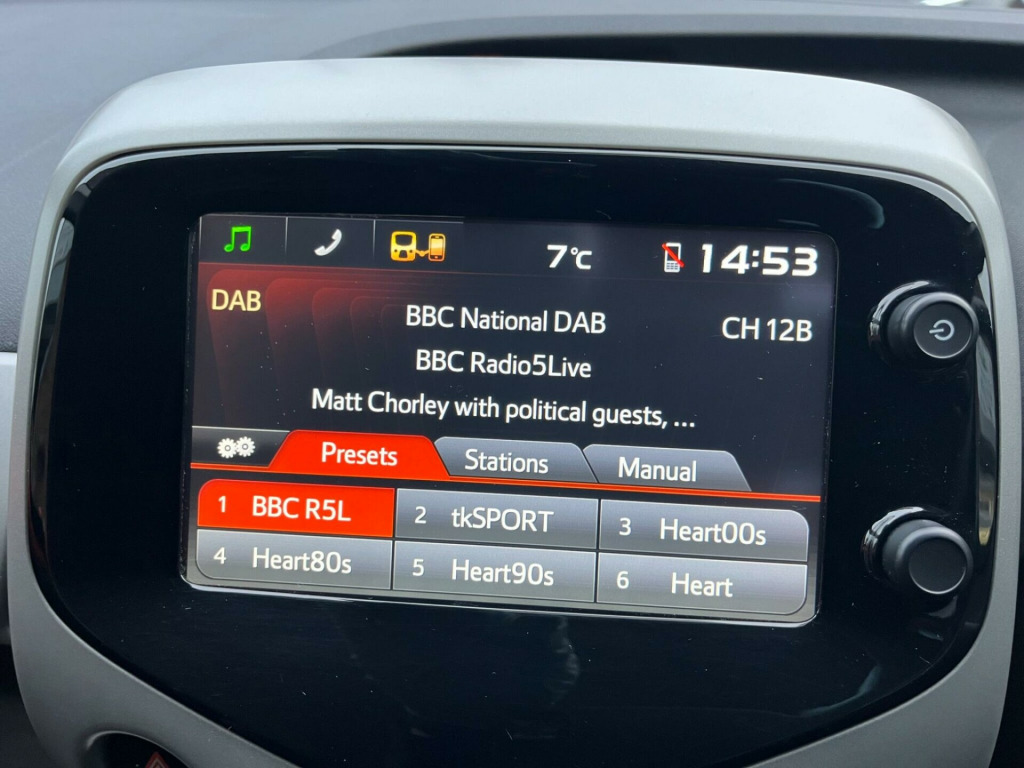 7°C 14:53
DAB BBC National DAB CH 12B
BBC Radio5Live
Matt Chorley with political guests, ...
Presets Stations Manual
1 BBC R5L 2 tkSPORT 3 Heart00s
4 Heart80s 5 Heart90s 6 Heart